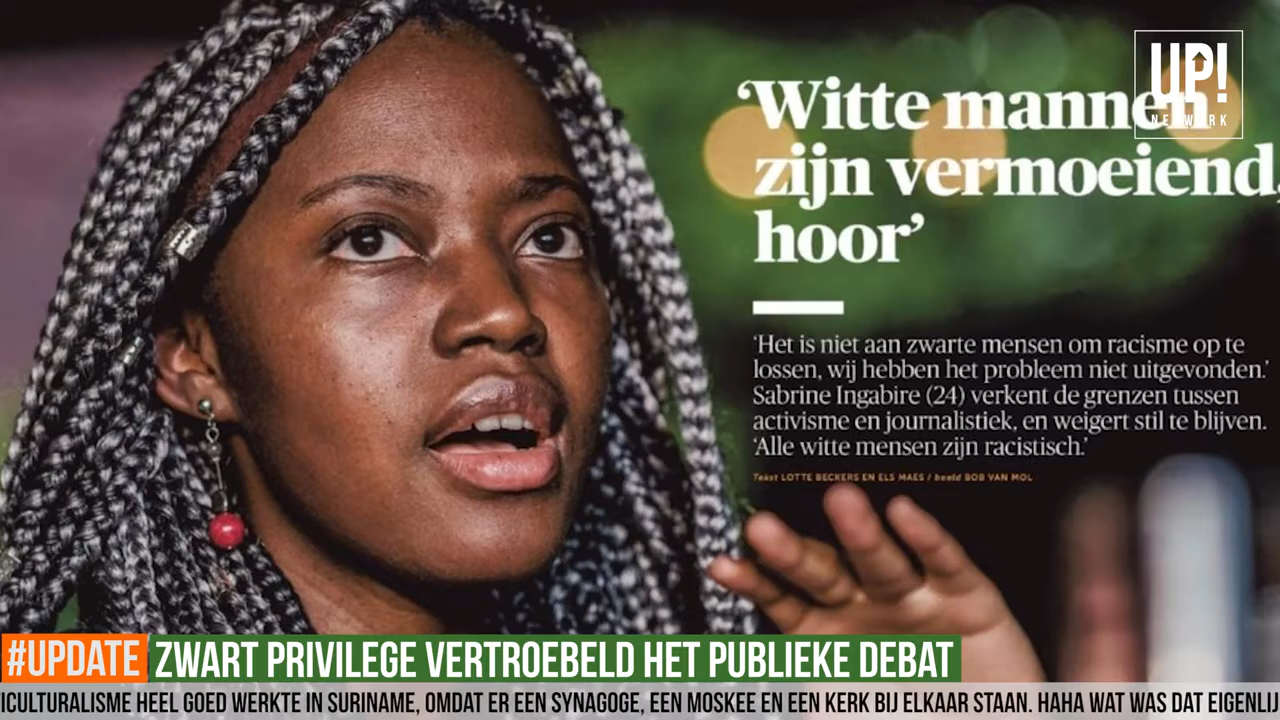 UP!
NETWORK
‘Witte mannen
zijn vermoeiend,
hoor’
‘Het is niet aan zwarte mensen om racisme op te
lossen, wij hebben het probleem niet uitgevonden.’
Sabrine Ingabire (24) verkent de grenzen tussen
activisme en journalistiek, en weigert stil te blijven.
‘Alle witte mensen zijn racistisch.’
Tekst LOTTE BECKERS EN ELS MAES / beeld BOB VAN MOL
#UPDATE ZWART PRIVILEGE VERTROEBELD HET PUBLIEKE DEBAT
ICULTURALISME HEEL GOED WERKTE IN SURINAME, OMDAT ER EEN SYNAGOGE, EEN MOSKEE EN EEN KERK BIJ ELKAAR STAAN. HAHA WAT WAS DAT EIGENLIJ